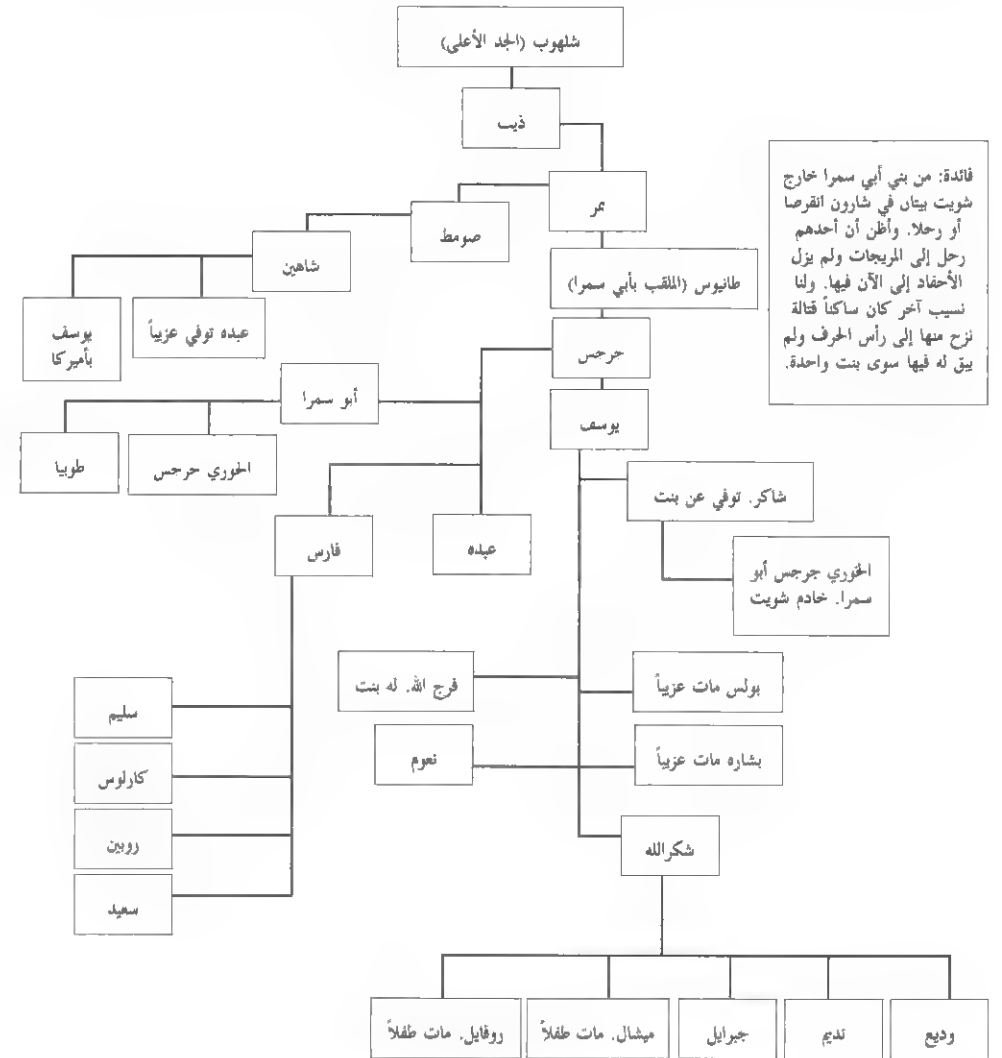 شلهوب (الجد الأعلى)
ذيب
نمر
صومط
شاهين
يوسف
بأميركا
عبده توفي عزيباً
فائدة: من بني أبي سمرا خارج
شويت بيتان في شارون انقرضا
أو رحلا. وأظن أن أحدهم
رحل إلى المريجات ولم يزل
الأحفاد إلى الآن فيها. ولنا
نسيب آخر كان ساكناً قتالة
نزح منها إلى رأس الحرف ولم
يبق له فيها سوى بنت واحدة.
طانيوس (الملقب بأبي سمرا)
جرجس
أبو سمرا
الخوري جرجس
طوبيا
يوسف
عبده
فارس
شاكر. توفي عن بنت
الخوري جرجس أبو
سمرا. خادم شويت
بولس مات عزيباً
فرج الله. له بنت
بشاره مات عزيباً
نعوم
سليم
كارلوس
روبين
سعيد
شكرالله
وديع
نديم
جبرايل
ميشال. مات طفلاً
روفايل. مات طفلاً